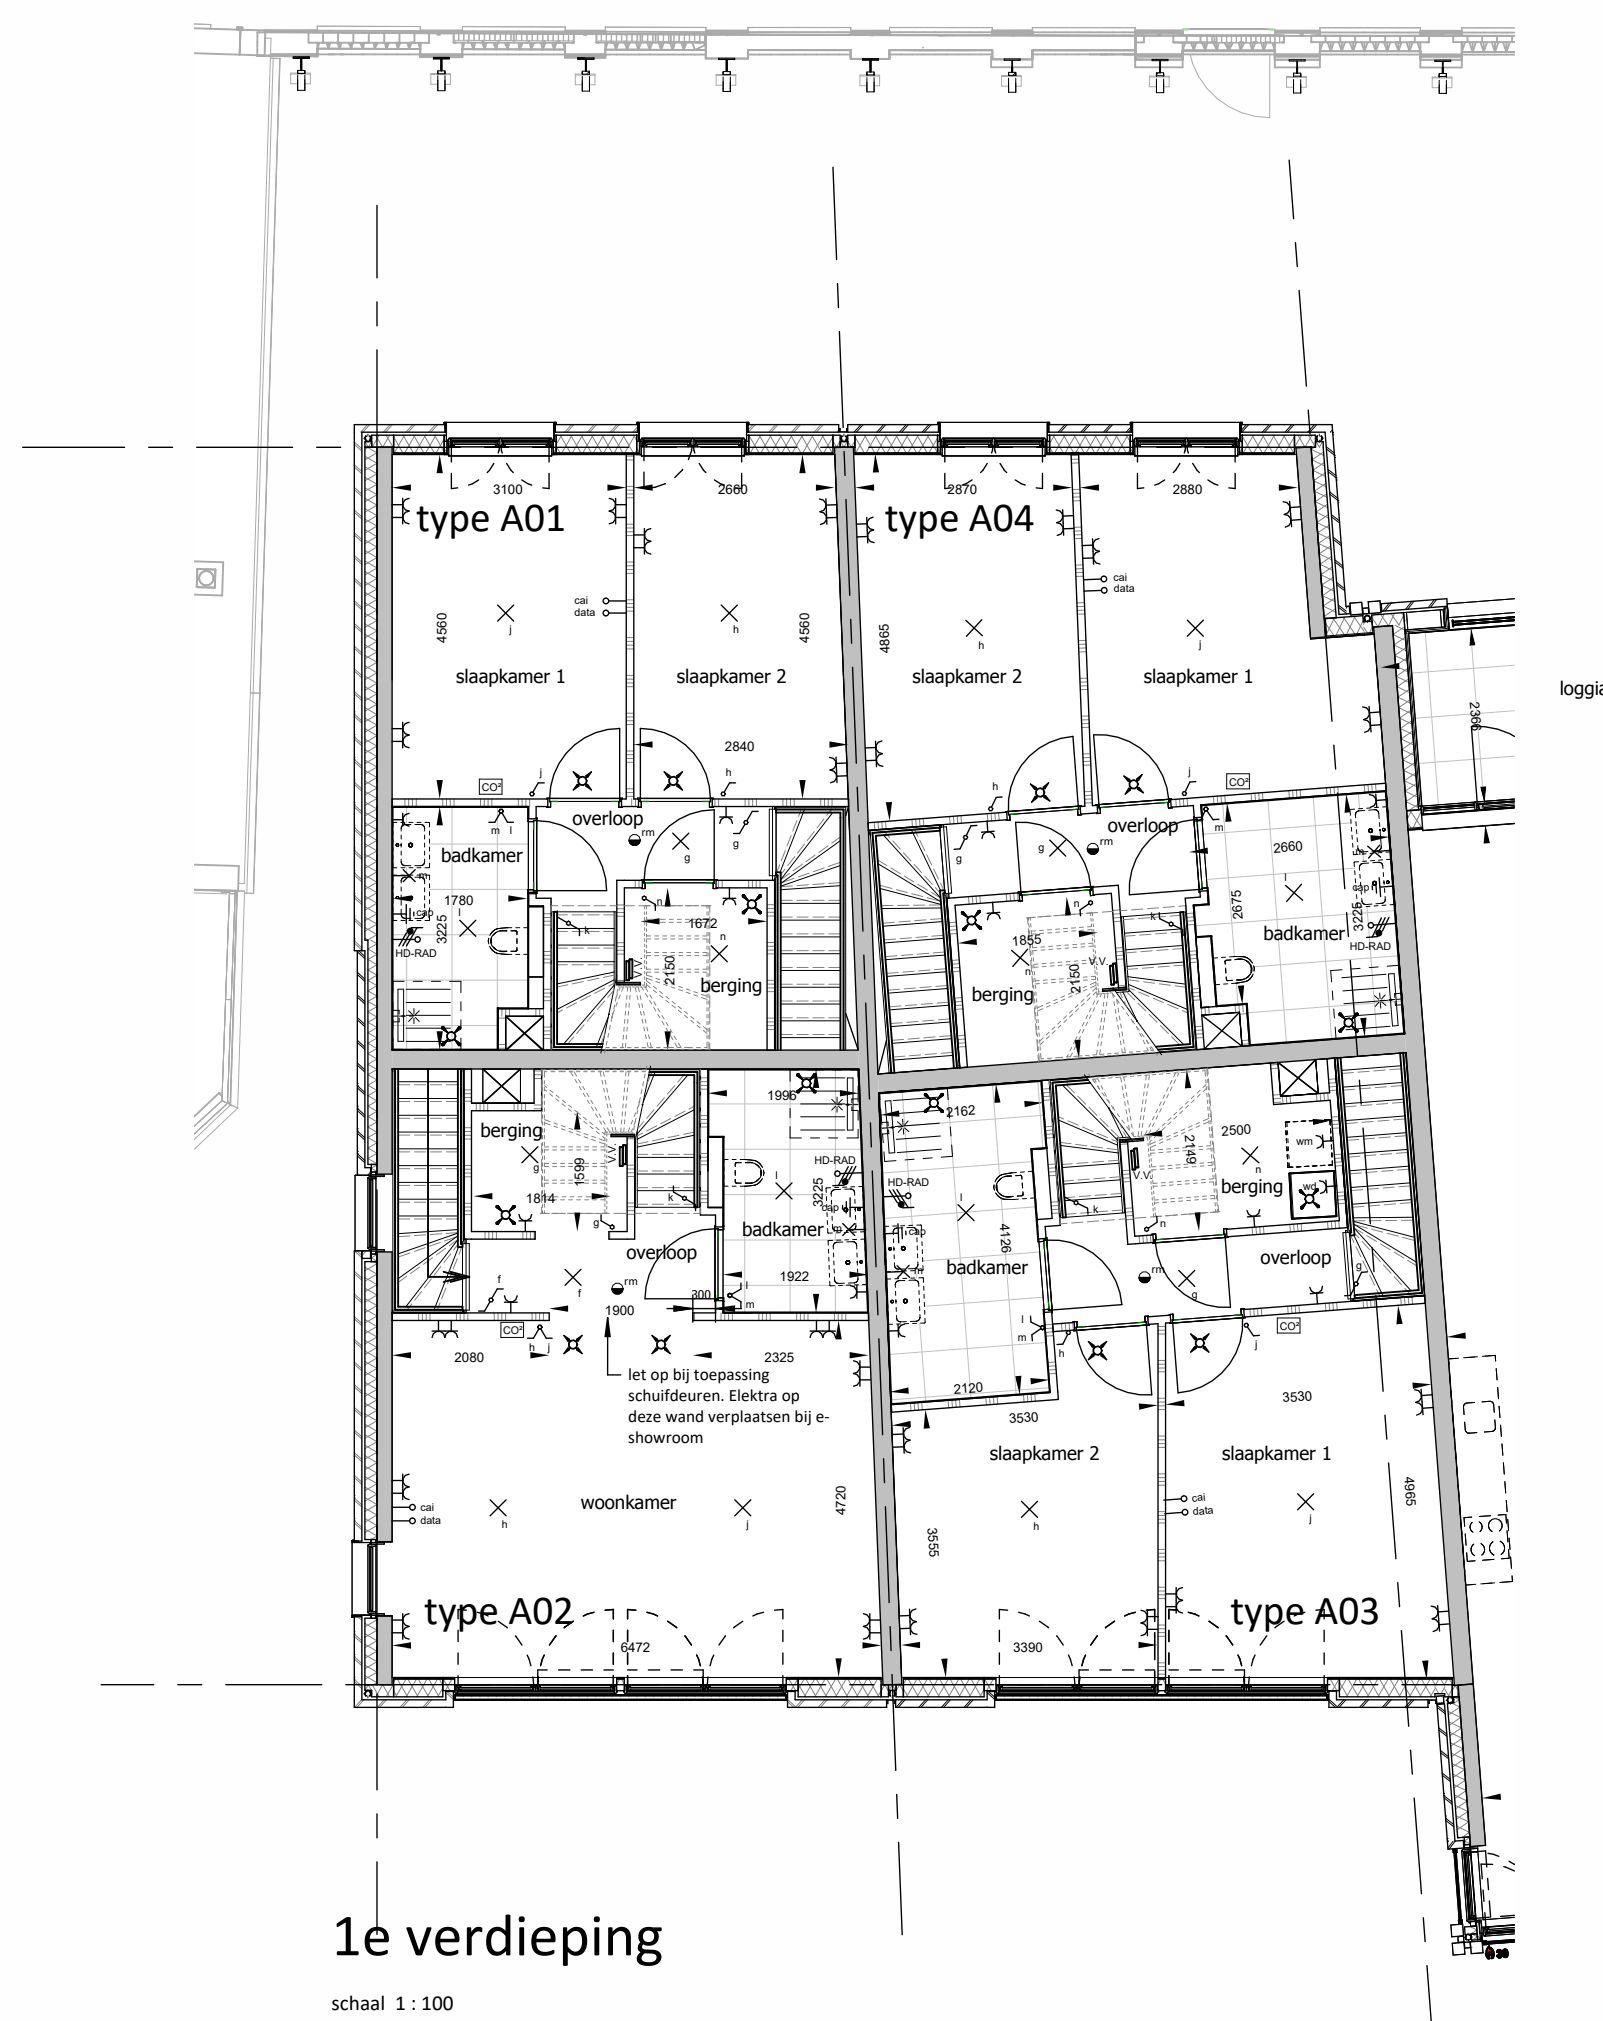 3100
2660
2870
2880
type A01
type A04
cai
data
cai
data
j
h
h
j
4560
4560
4865
slaapkamer 1
slaapkamer 2
slaapkamer 2
slaapkamer 1
loggia
2366
2840
CO²
j
h
h
j
CO²
overloop
overloop
m l
rm
g
g
g
g
rm
m
badkamer
2660
m
m
cap
cap
1780
l
l
3225
2675
3225
n
n
k
k
1672
n
1855
n
HD-RAD
badkamer
HD-RAD
V.V.
V.V.
2150
2150
berging
berging
1996
2162
berging
2500
wm
g
V.V.
1599
2149
n
HD-RAD
V.V.
berging
wd
1814
k
l
3225
cap
HD-RAD
l
cap
k
n
g
badkamer
m
overloop
4126
overloop
badkamer
m
f
f
rm
1922
rm
g
g
300
l
m
1900
CO²
h j
l
m
h
j
CO²
2080
2325
let op bij toepassing
schuifdeuren. Elektra op
deze wand verplaatsen bij e-
showroom
2120
3530
3530
slaapkamer 2
slaapkamer 1
woonkamer
4720
4965
cai
data
cai
data
h
j
h
j
3555
type A02
type A03
6472
3390
1e verdieping
schaal 1 : 100